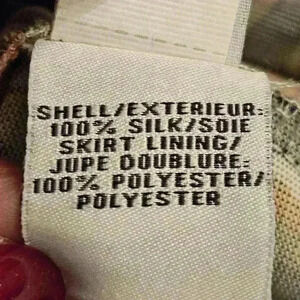 SHELL/EXTERIEUR:
100% SILK/SOIE
SKIRT LINING/
JUPE DOUBLURE:
100% POLYESTER/
POLYESTER